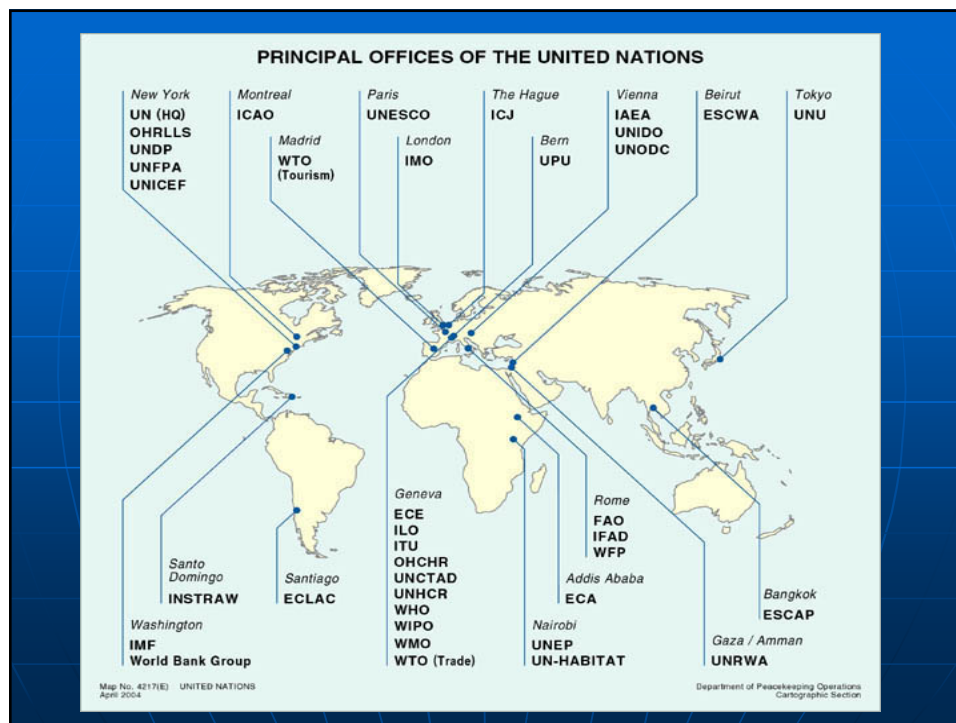 PRINCIPAL OFFICES OF THE UNITED NATIONS
New York
UN (HQ)
OHRLLS
UNDP
UNFPA
UNICEF
Montreal
ICAO
Madrid
WTO
(Tourism)
Paris
UNESCO
London
IMO
The Hague
ICJ
Bern
UPU
Vienna
IAEA
UNIDO
UNODC
Beirut
ESCWA
Tokyo
UNU
Santo
Domingo
INSTRAW
Washington
IMF
World Bank Group
Santiago
ECLAC
Geneva
ECE
ILO
ITU
OHCHR
UNCTAD
UNHCR
WHO
WIPO
WMO
WTO (Trade)
Rome
FAO
IFAD
WFP
Addis Ababa
ECA
Nairobi
UNEP
UN-HABITAT
Bangkok
ESCAP
Gaza / Amman
UNRWA
Map No. 4217(E) UNITED NATIONS
April 2004
Department of Peacekeeping Operations
Cartographic Section